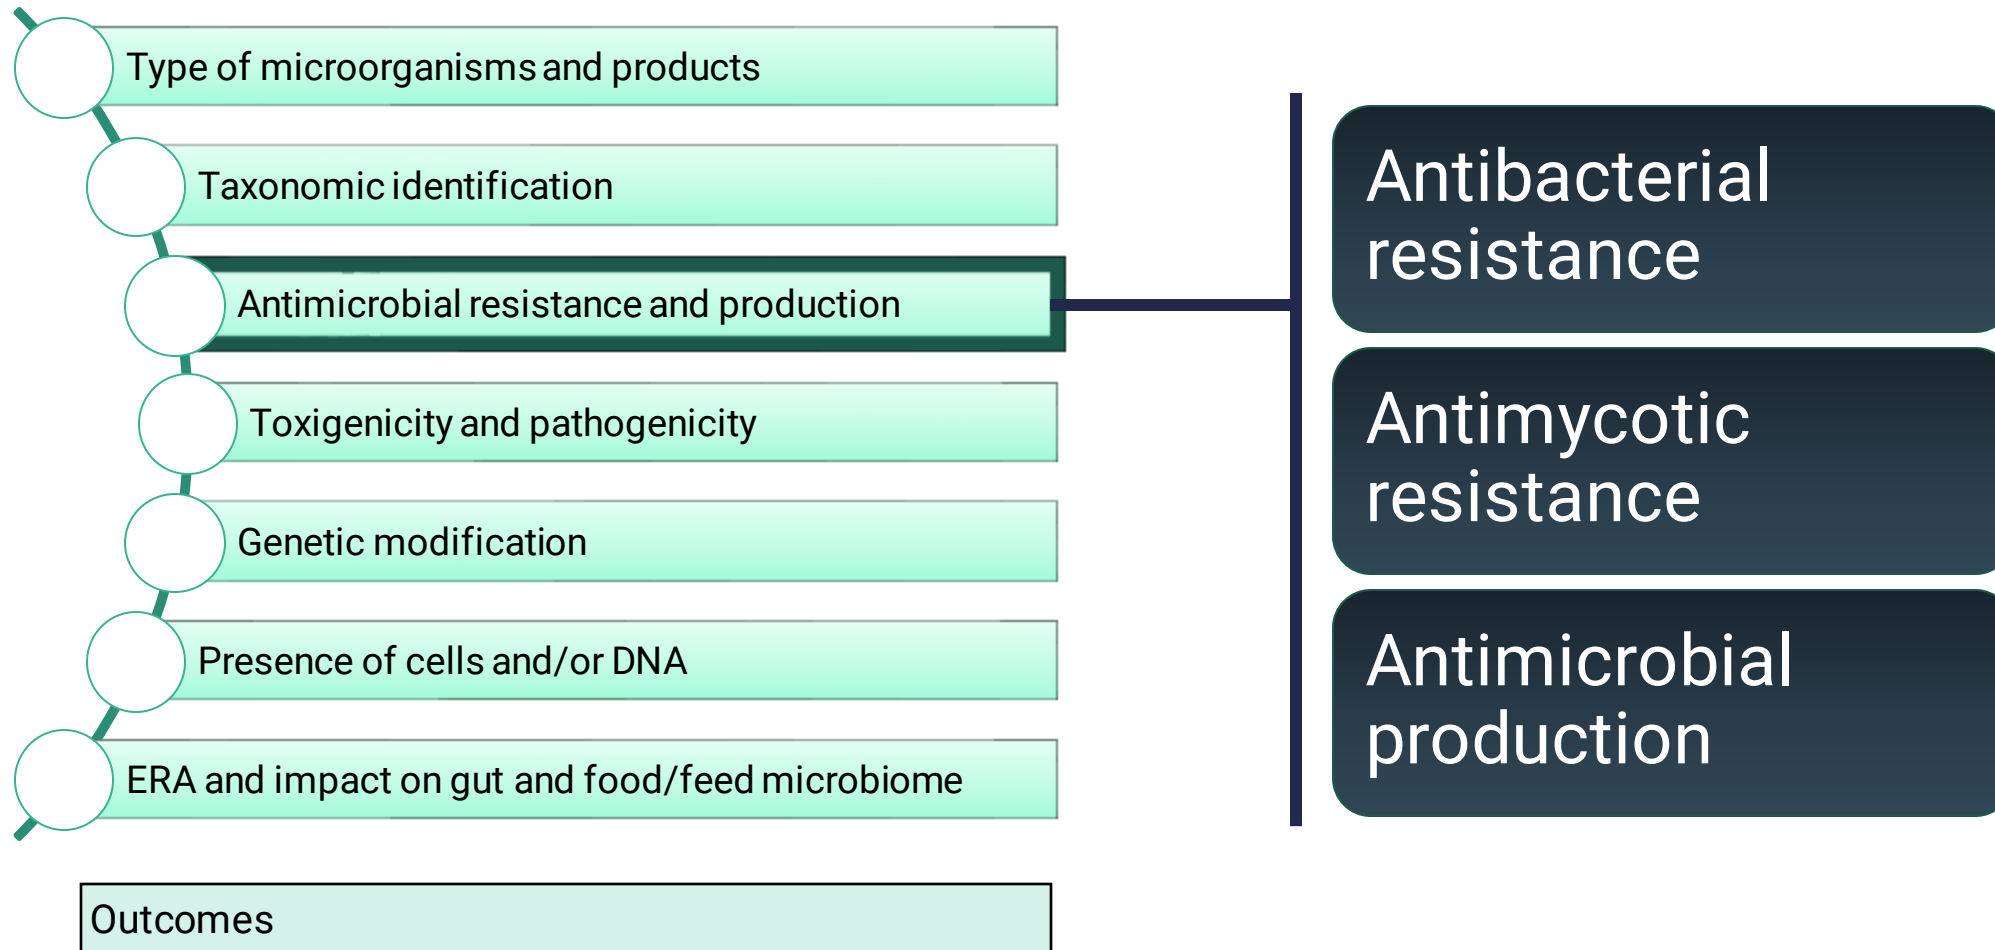 Type of microorganisms and products
Taxonomic identification
Antimicrobial resistance and production
Toxigenicity and pathogenicity
Genetic modification
Presence of cells and/or DNA
ERA and impact on gut and food/feed microbiome
Outcomes
Antibacterial
resistance
Antimycotic
resistance
Antimicrobial
production